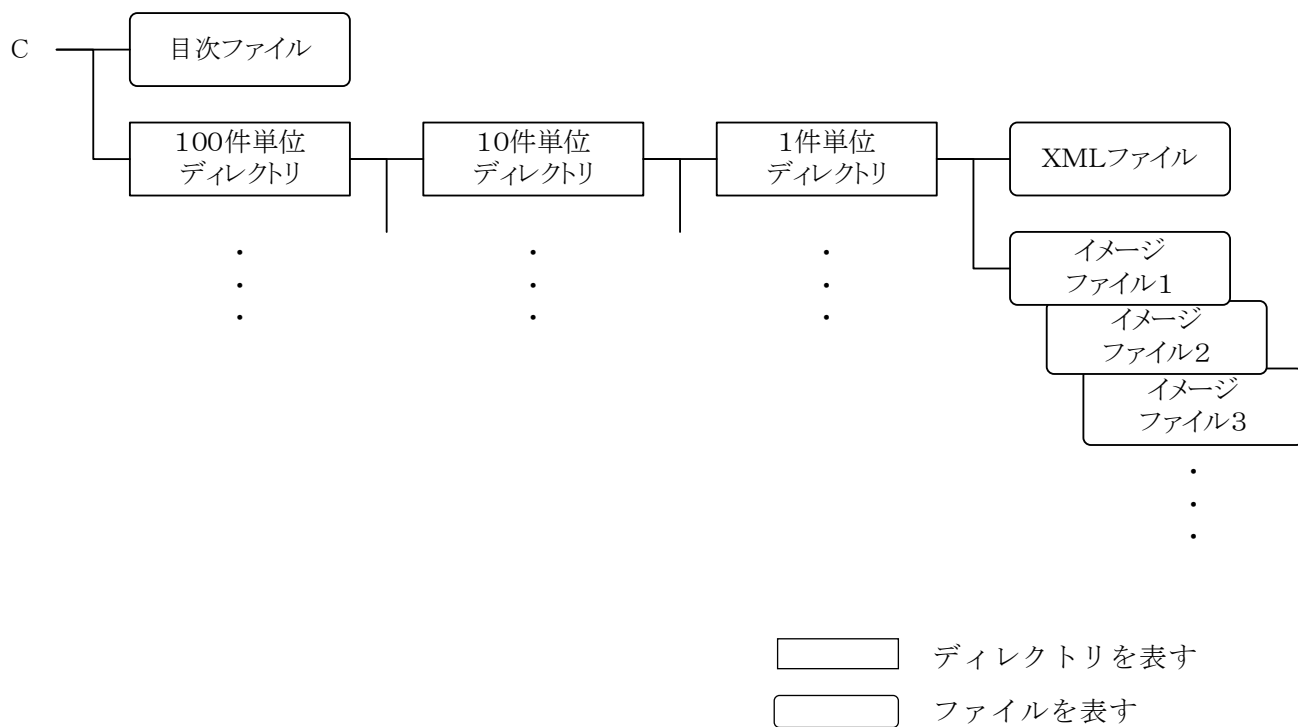 C
目次ファイル
100件単位
ディレクトリ
10件単位
ディレクトリ
1件単位
ディレクトリ
XMLファイル
イメージ
ファイル1
イメージ
ファイル2
イメージ
ファイル3
ディレクトリを表す
ファイルを表す